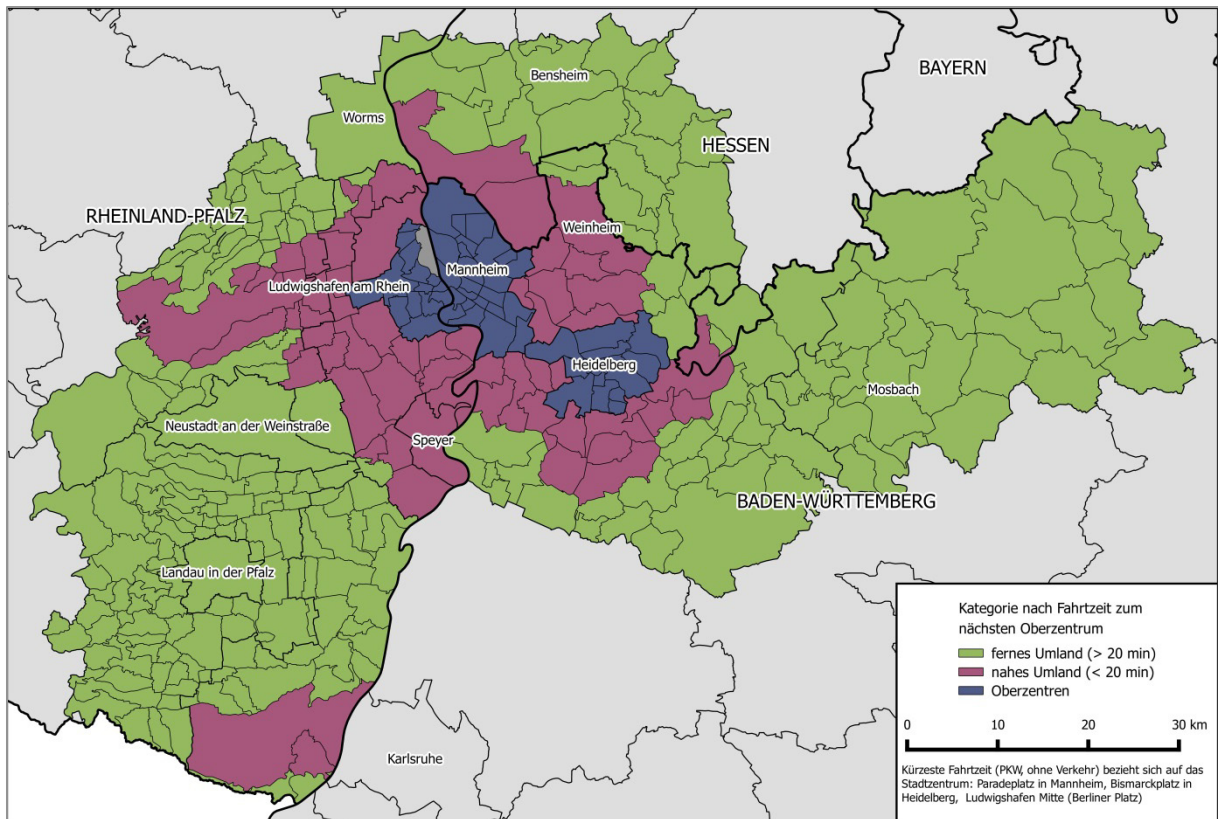 BAYERN
Bensheim
Worms
HESSEN
RHEINLAND-PFALZ
Weinheim
Mannheim
Ludwigshafen am Rhein
Heidelberg
Mosbach
Neustadt an der Weinstraße
Speyer
BADEN-WÜRTTEMBERG
Landau in der Pfalz
Karlsruhe
Kategorie nach Fahrtzeit zum
nächsten Oberzentrum
fernes Umland (> 20 min)
nahes Umland (< 20 min)
Oberzentren
0 10 20 30 km
Kürzeste Fahrtzeit (PKW, ohne Verkehr) bezieht sich auf das
Stadtzentrum: Paradeplatz in Mannheim, Bismarckplatz in
Heidelberg, Ludwigshafen Mitte (Berliner Platz)